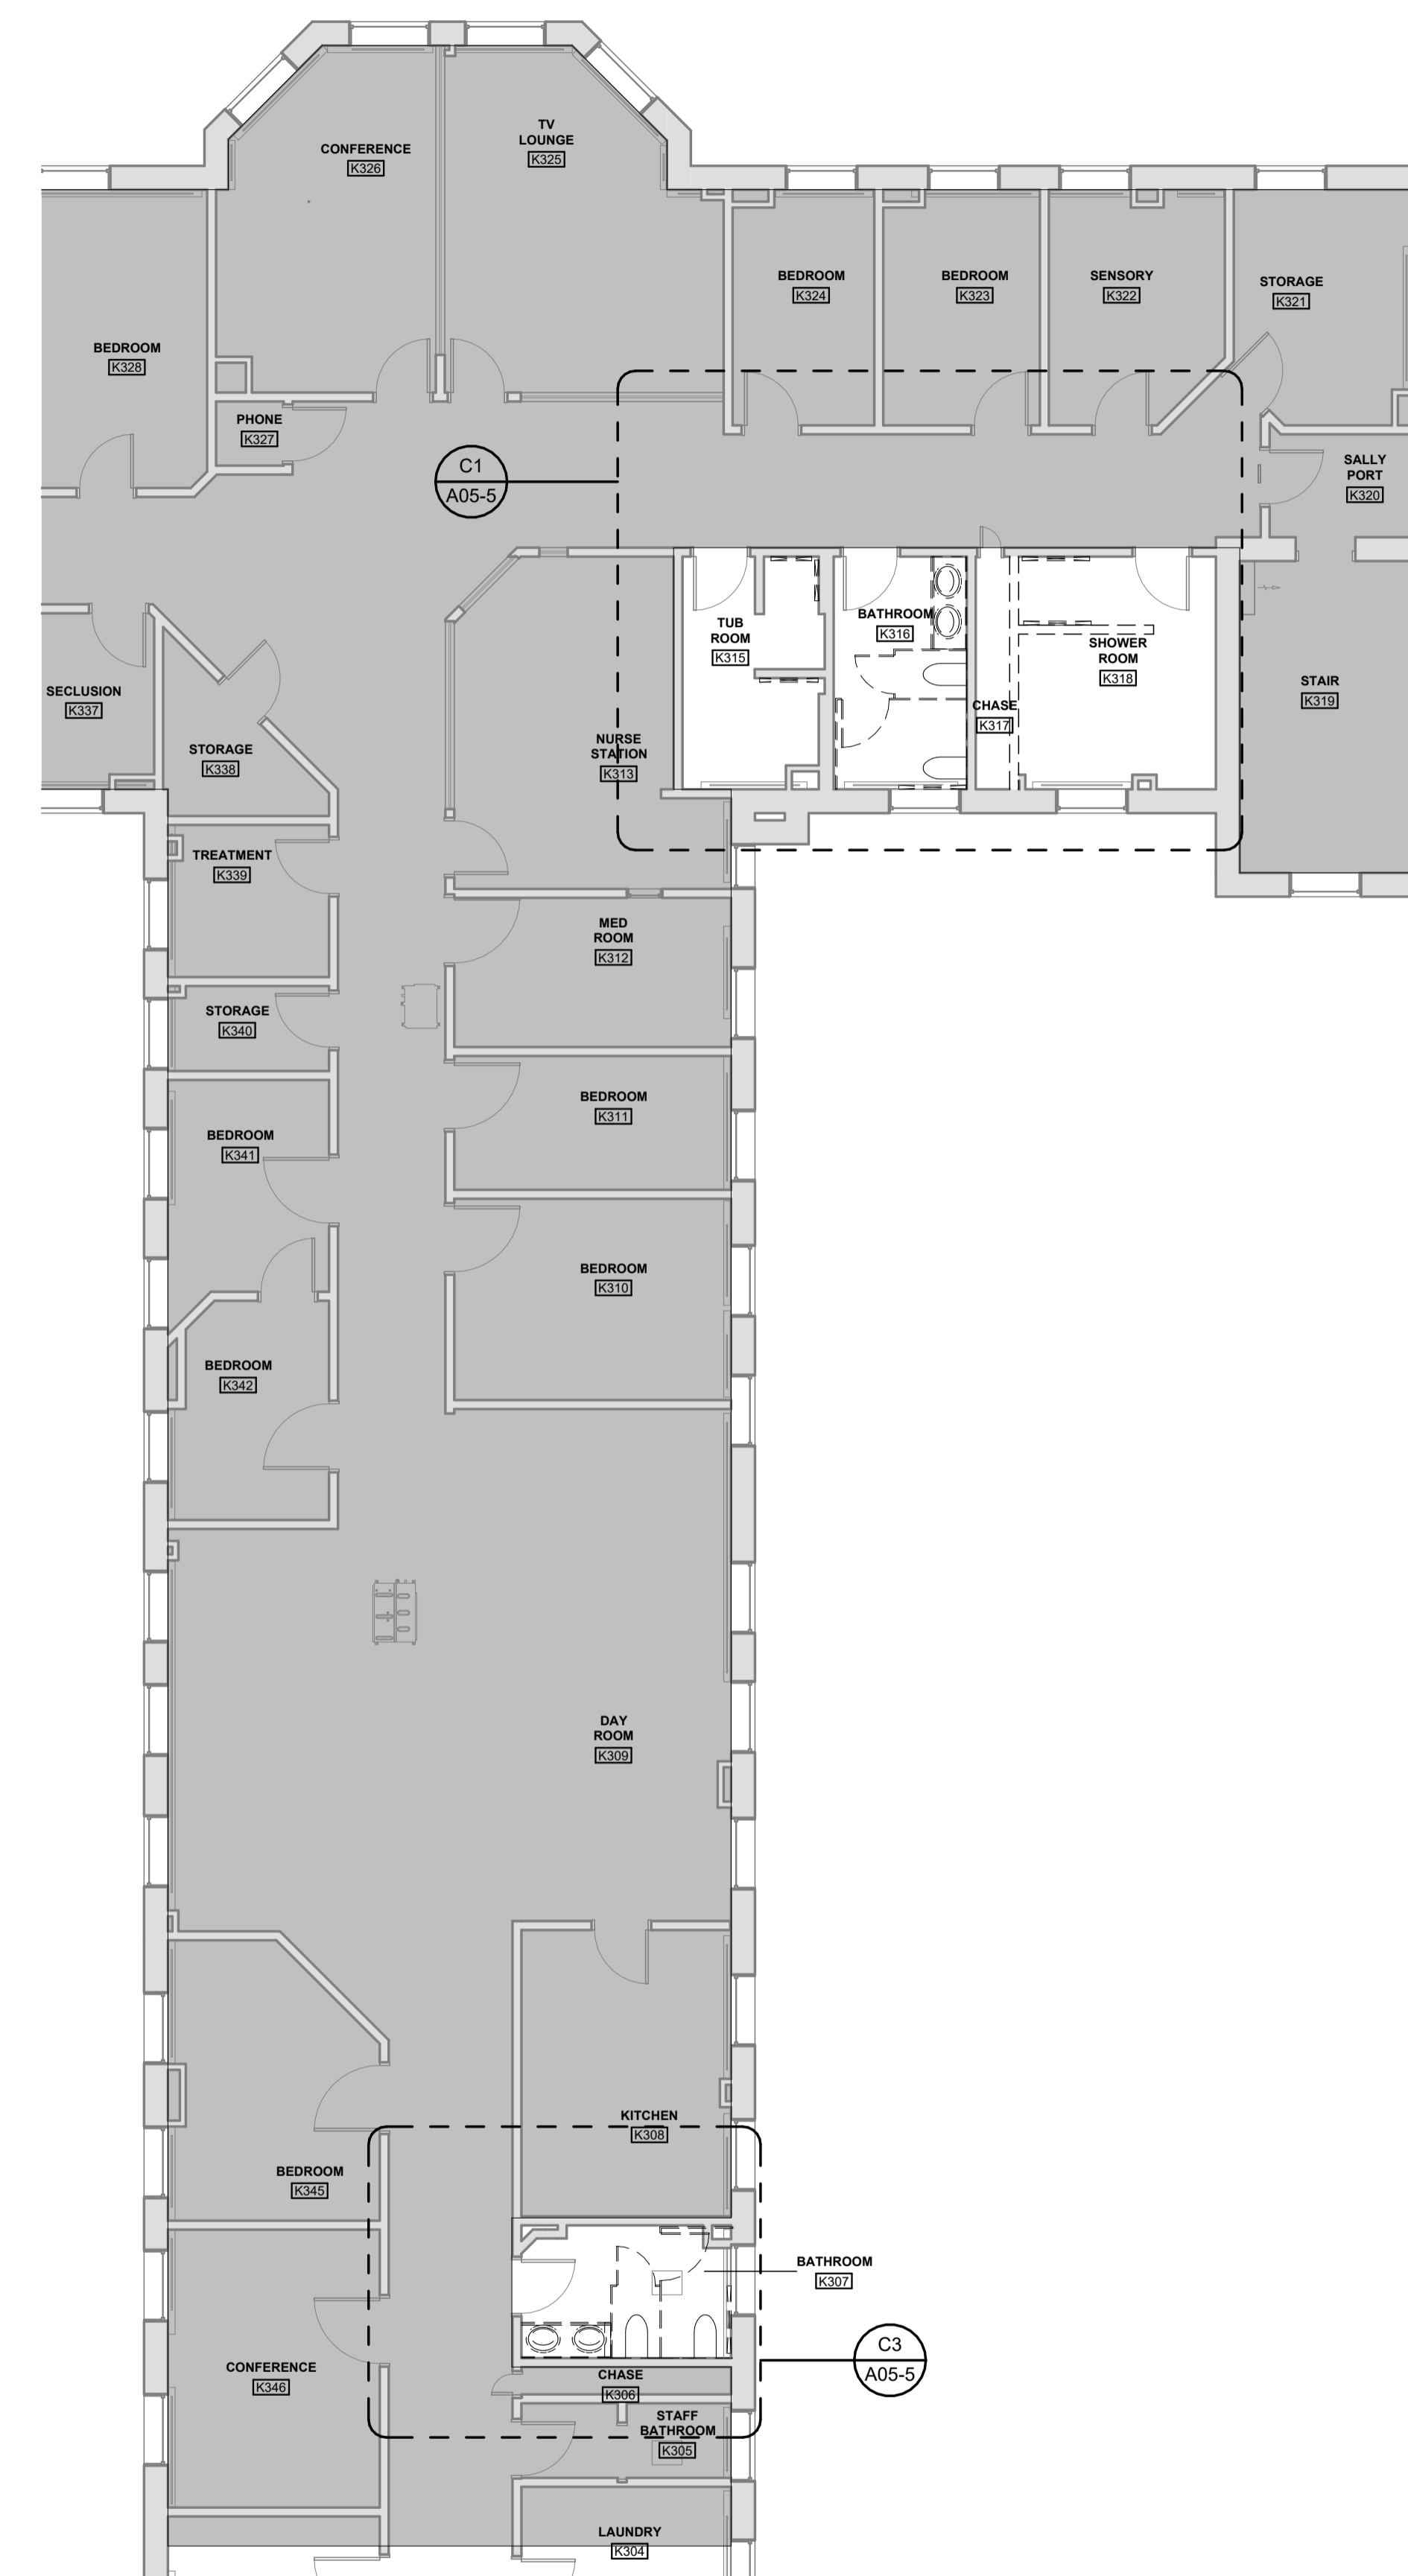 TV
LOUNGE
K325
CONFERENCE
K326
BEDROOM
K324
BEDROOM
K323
SENSORY
K322
STORAGE
K321
BEDROOM
K328
PHONE
K327
C1
A05-5
SALLY
PORT
K320
TUB
ROOM
K315
BATHROOM
K316
SHOWER
ROOM
K318
CHASE
K317
STAIR
K319
SECLUSION
K337
STORAGE
K338
NURSE
STATION
K313
TREATMENT
K339
MED
ROOM
K312
STORAGE
K340
BEDROOM
K311
BEDROOM
K341
BEDROOM
K310
BEDROOM
K342
DAY
ROOM
K309
KITCHEN
K308
BEDROOM
K345
BATHROOM
K307
C3
A05-5
CONFERENCE
K346
CHASE
K306
STAFF
BATHROOM
K305
LAUNDRY
K304